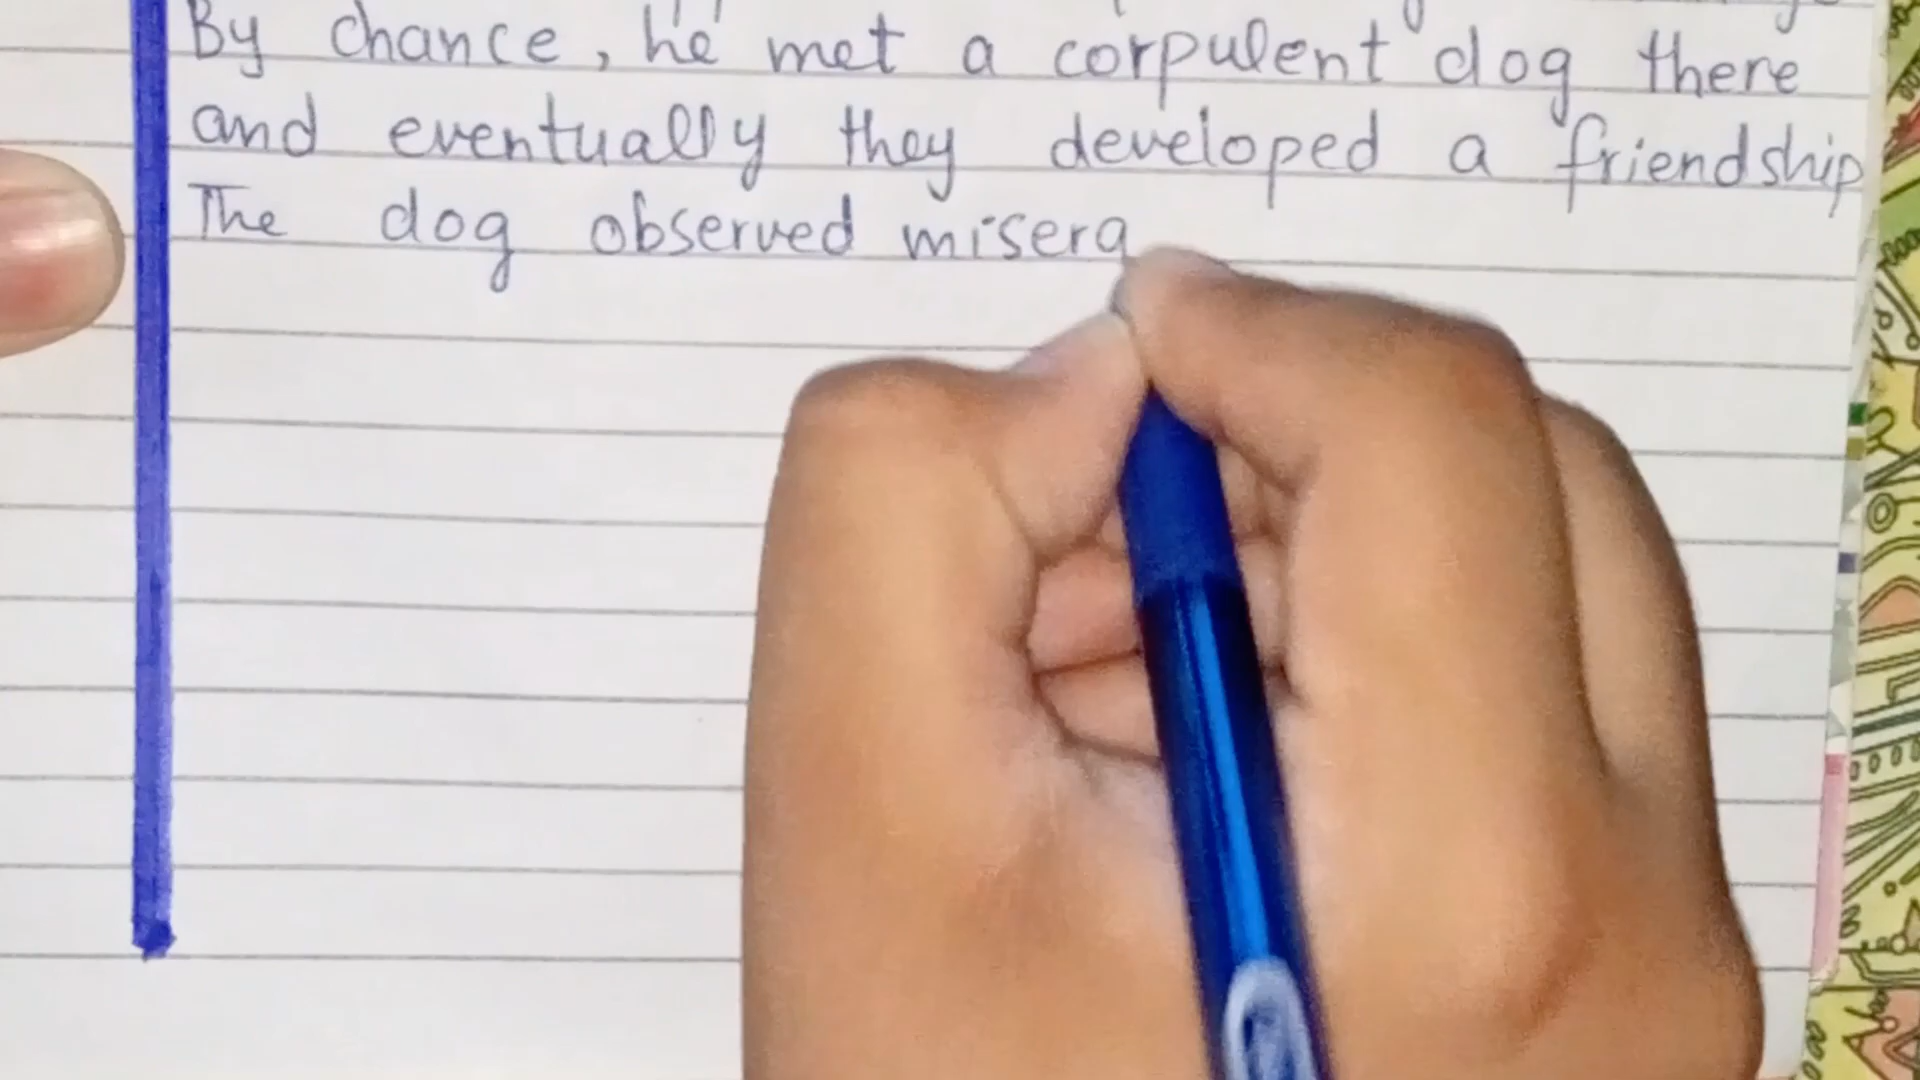 By chance, he met a corpulent dog there
and eventually they developed a friendship
The dog observed misera